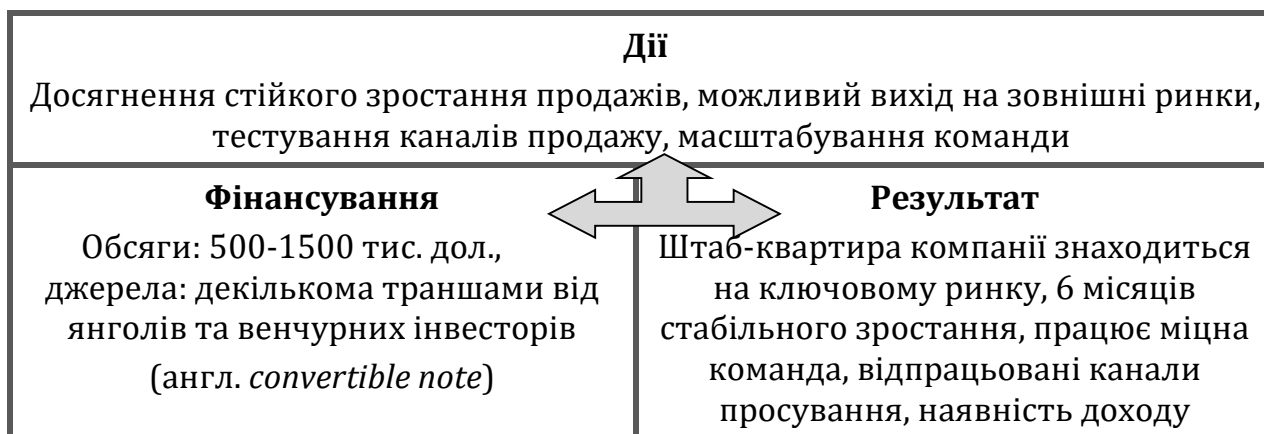 Дії
Досягнення стійкого зростання продажів, можливий вихід на зовнішні ринки,
тестування каналів продажу, масштабування команди
Фінансування
Обсяги: 500-1500 тис. дол.,
джерела: декількома траншами від
янголів та венчурних інвесторів
(англ. convertible note)
Результат
Штаб-квартира компанії знаходиться
на ключовому ринку, 6 місяців
стабільного зростання, працює міцна
команда, відпрацьовані канали
просування, наявність доходу